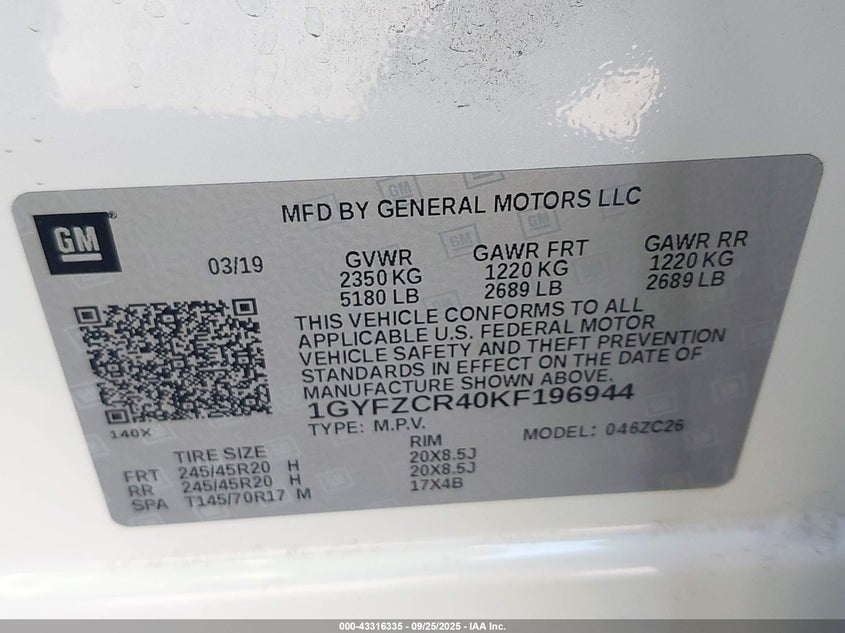 GM
MFD BY GENERAL MOTORS LLC
03/19
GVWR
2350 KG
5180 LB
GAWR FRT
1220 KG
2689 LB
GAWR RR
1220 KG
2689 LB
THIS VEHICLE CONFORMS TO ALL
APPLICABLE U.S. FEDERAL MOTOR
VEHICLE SAFETY AND THEFT PREVENTION
STANDARDS IN EFFECT ON THE DATE OF
MANUFACTURE SHOWN ABOVE.
1GYFZCR40KF196944
TYPE: M.P.V.
MODEL: 046ZC26
140X
TIRE SIZE
RIM
FRT 245/45R20 H 20X8.5J
RR 245/45R20 H 20X8.5J
SPA T145/70R17 M 17X4B
000-43316335 - 09/25/2025 - IAA Inc.